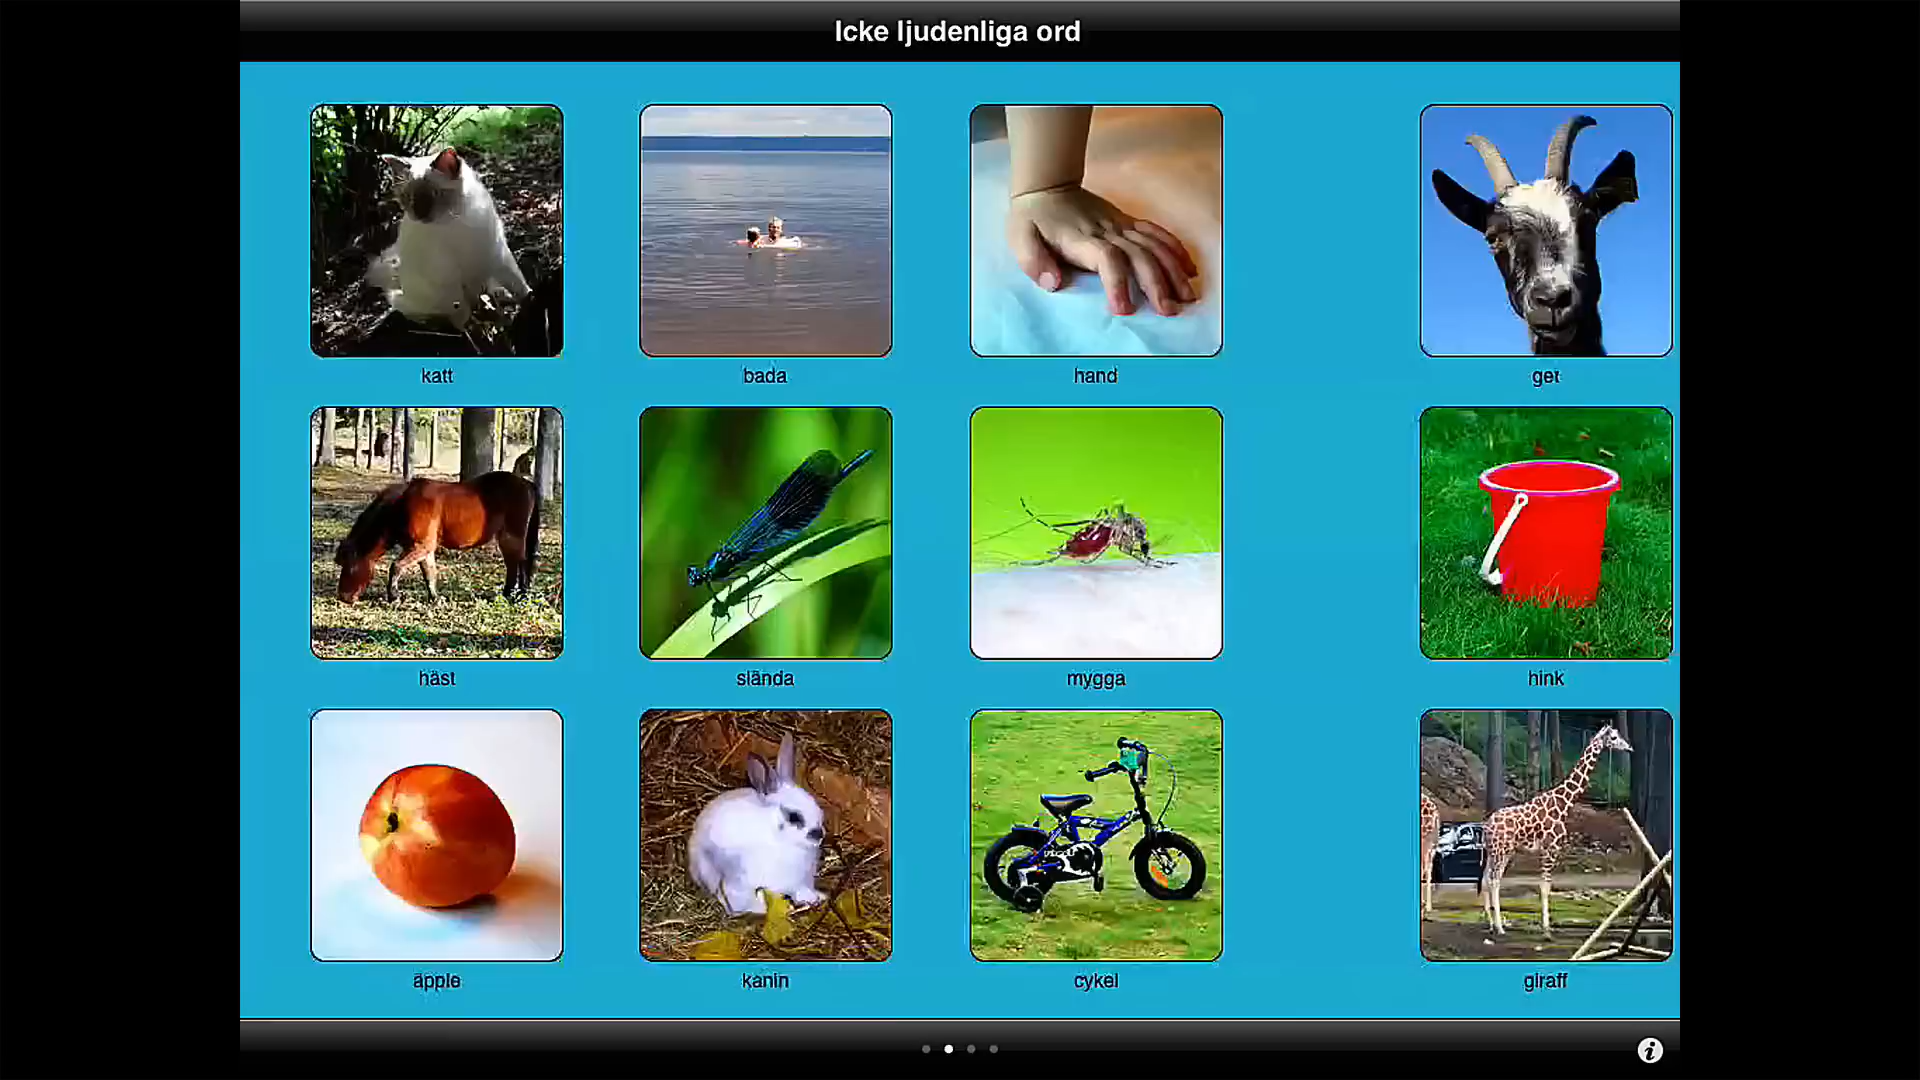 Icke ljudenliga ord
katt bada hand get
häst slända mygga hink
äpple kanin cykel giraff